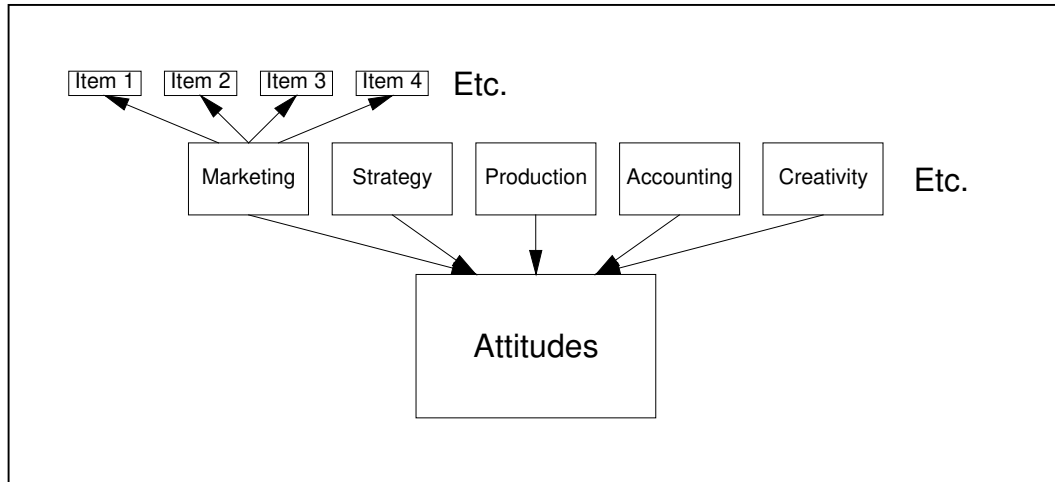 Item 1 Item 2 Item 3 Item 4 Etc.
Marketing Strategy Production Accounting Creativity Etc.
Attitudes